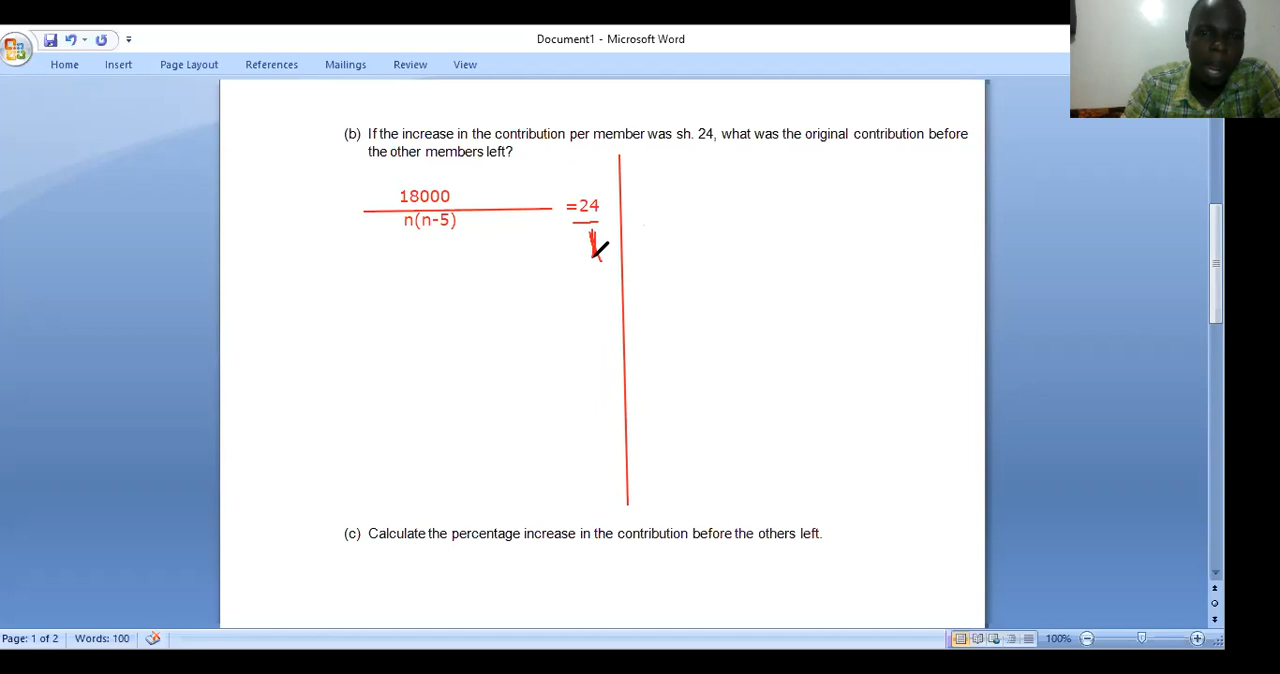 Document1 - Microsoft Word
Home Insert Page Layout References Mailings Review View
(b) If the increase in the contribution per member was sh. 24, what was the original contribution before
the other members left?
18000
=24
n(n-5)
(c) Calculate the percentage increase in the contribution before the others left.
Page: 1 of 2 Words: 100 100%